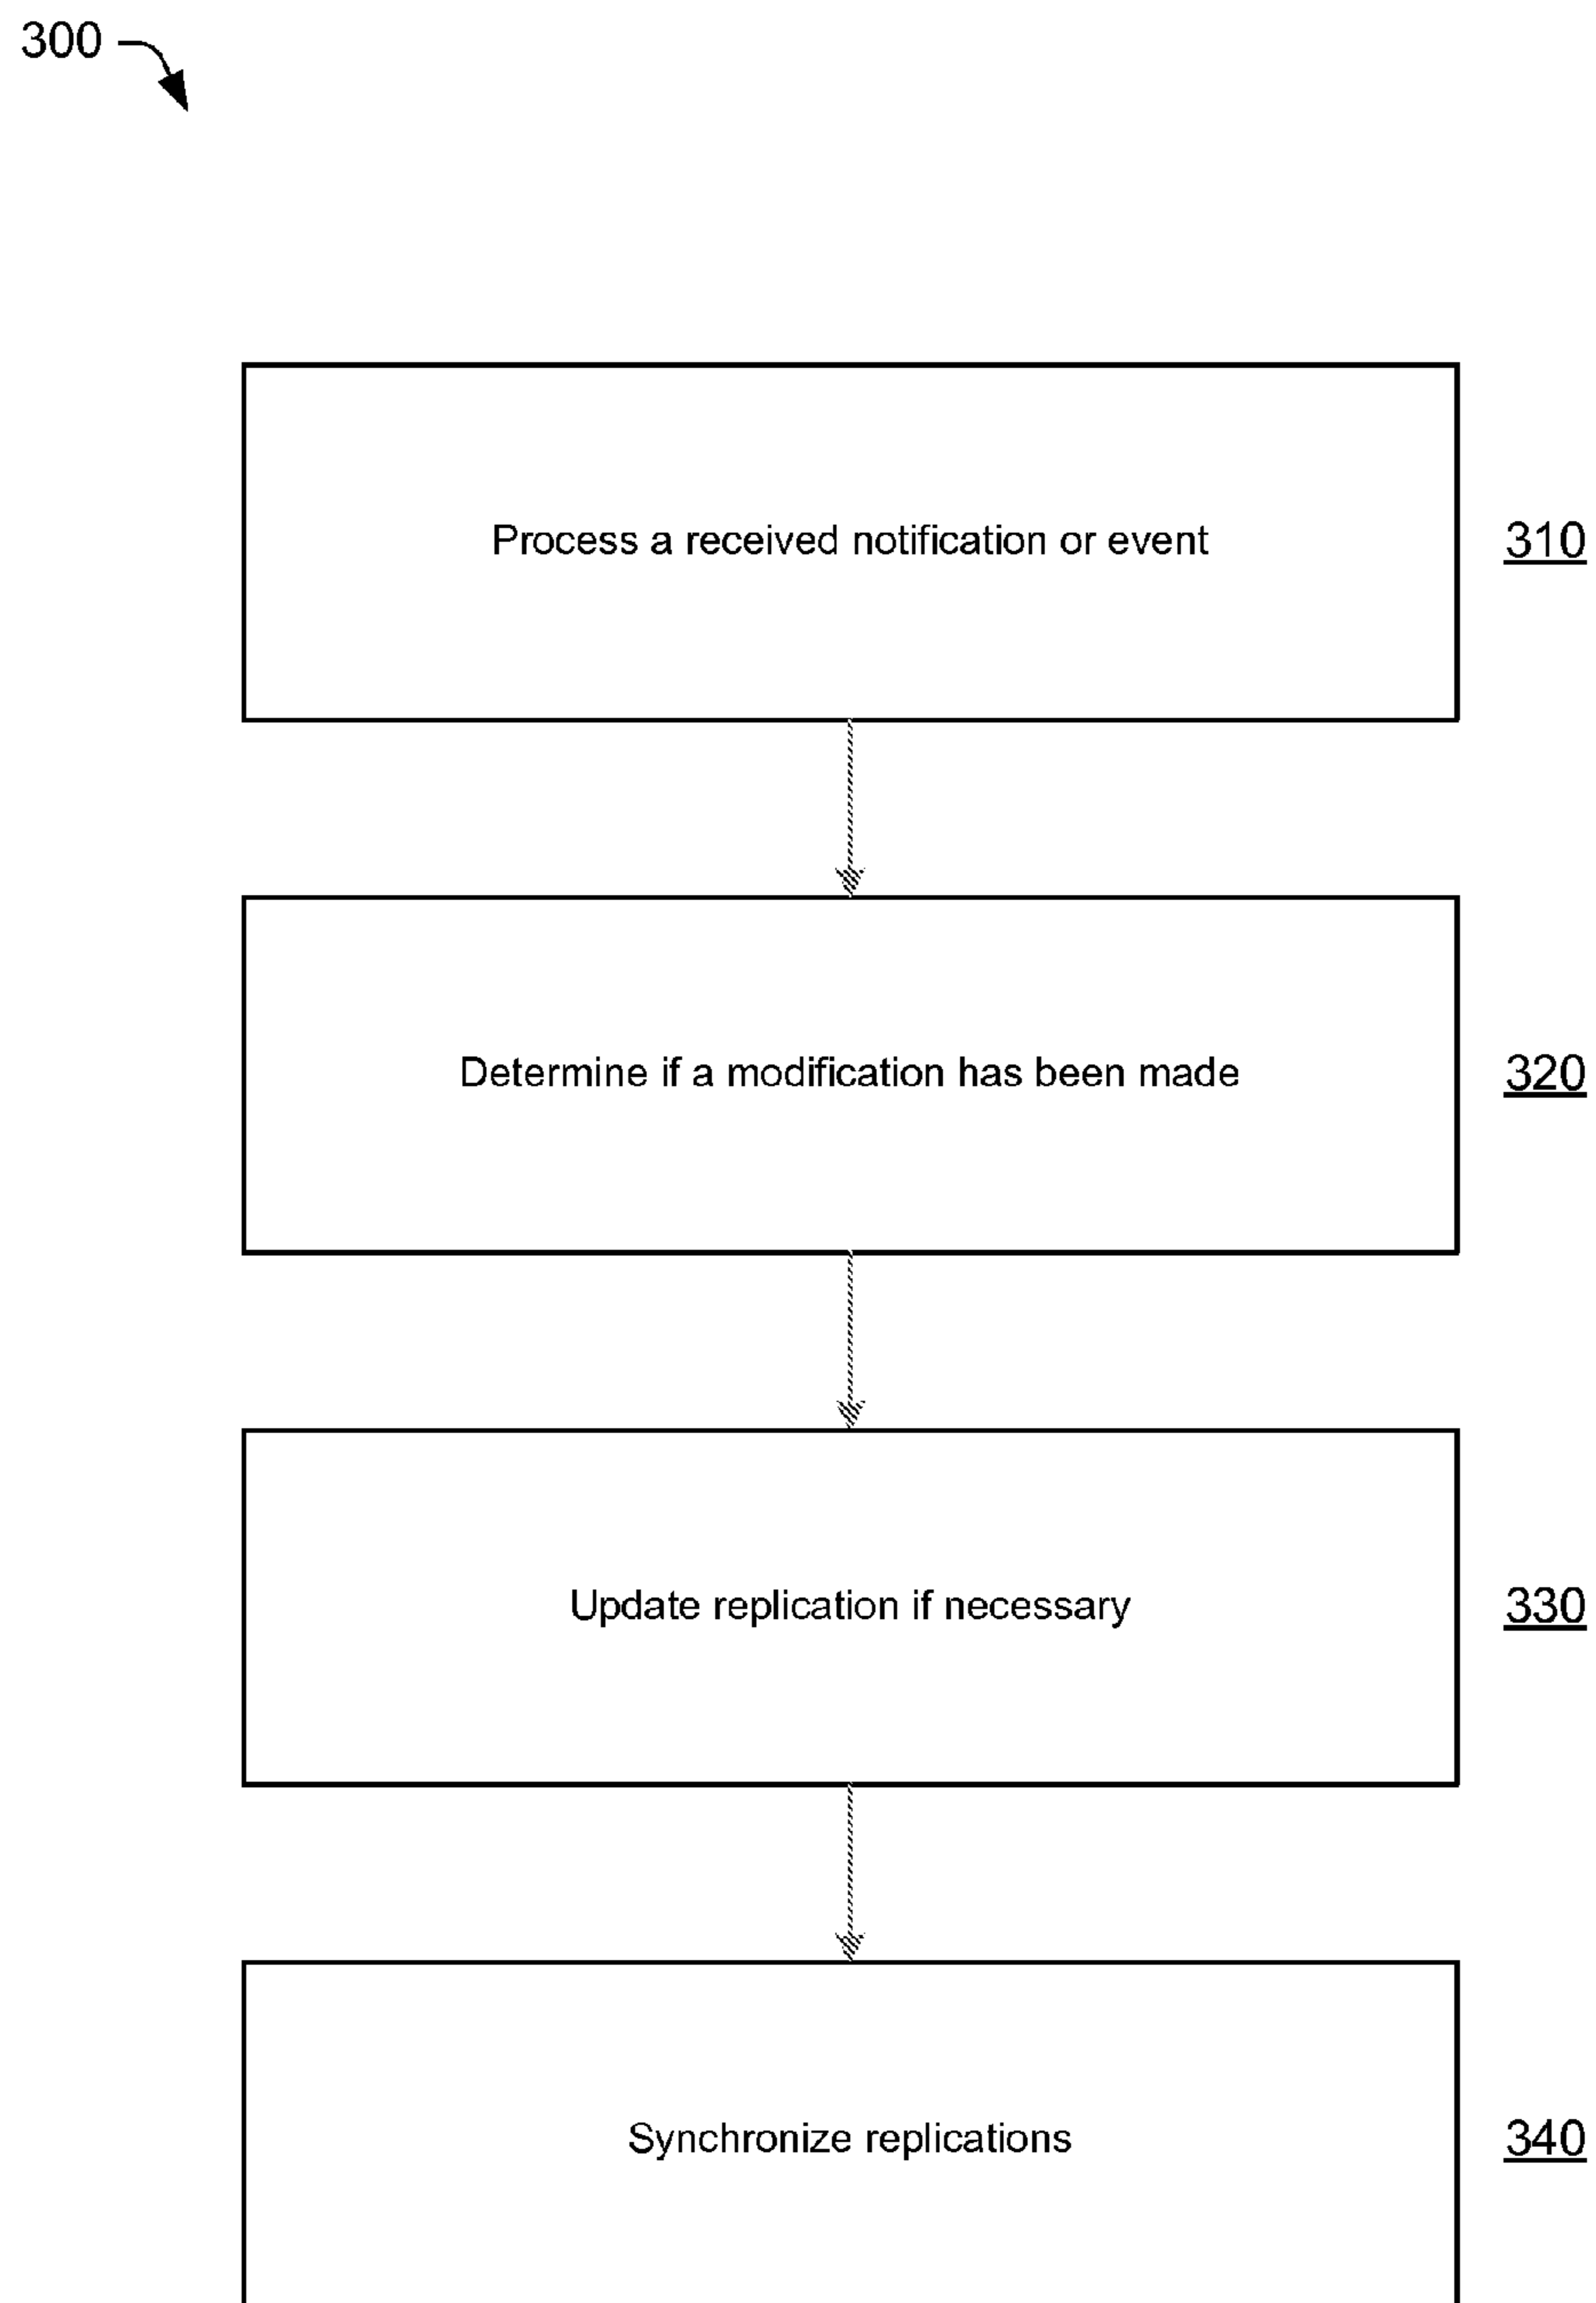 300
Process a received notification or event
310
Determine if a modification has been made
320
Update replication if necessary
330
Synchronize replications
340